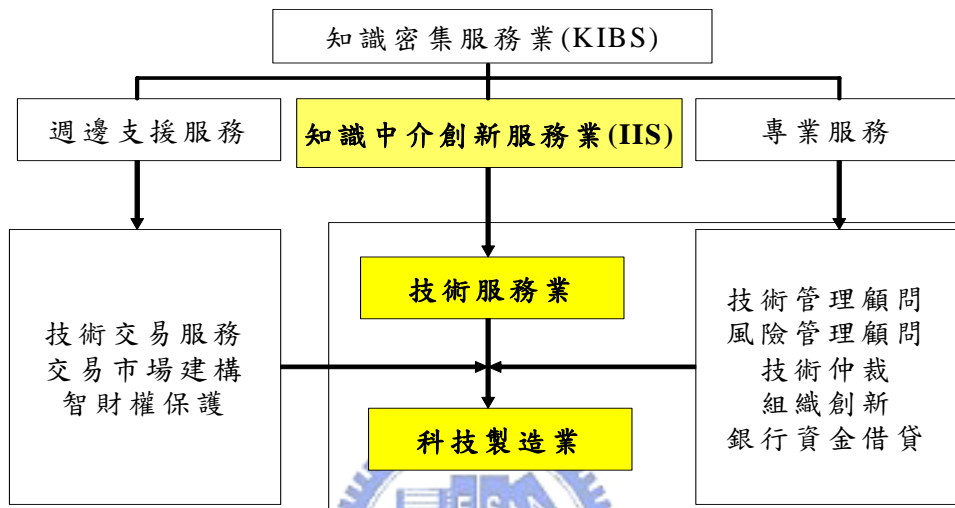 知識密集服務業(KIBS)
週邊支援服務
知識中介創新服務業(IIS)
專業服務
技術服務業
技術交易服務
交易市場建構
智財權保護
技術管理顧問
風險管理顧問
技術仲裁
組織創新
銀行資金借貸
科技製造業